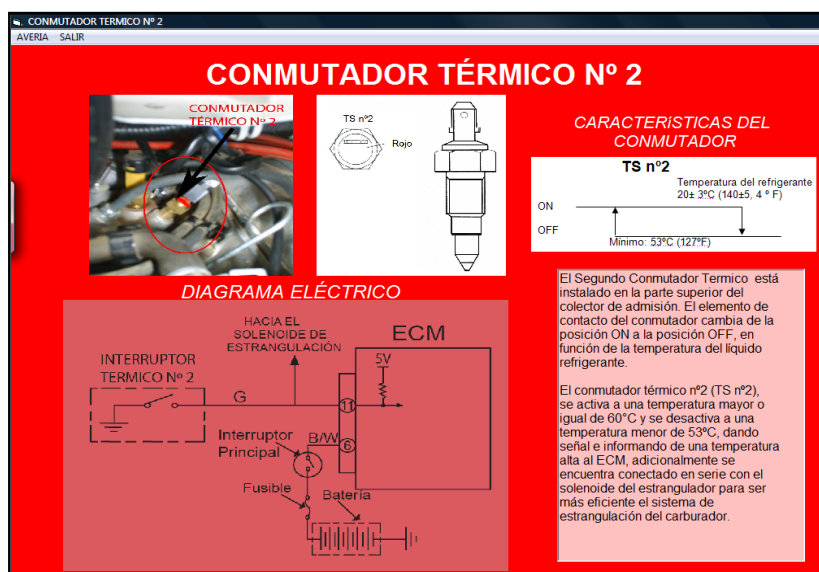 CONMUTADOR TERMICO Nº 2
AVERIA SALIR
CONMUTADOR TÉRMICO Nº 2
CONMUTADOR
TÉRMICO Nº 2
TS nº2
Rojo
CARACTERíSTICAS DEL
CONMUTADOR
TS nº2
Temperatura del refrigerante
20± 3ºC (140±5, 4 º F)
ON
OFF
Mínimo: 53ºC (127ºF)
DIAGRAMA ELÉCTRICO
HACIA EL
SOLENOIDE DE
ESTRANGULACIÓN
ECM
5V
INTERRUPTOR
TERMICO Nº 2
G
11
B/W
6
Interruptor
Principal
Fusible
Batería
El Segundo Conmutador Termico está
instalado en la parte superior del
colector de admisión. El elemento de
contacto del conmutador cambia de la
posición ON a la posición OFF, en
función de la temperatura del líquido
refrigerante.
El conmutador térmico nº2 (TS nº2),
se activa a una temperatura mayor o
igual de 60°C y se desactiva a una
temperatura menor de 53ºC, dando
señal e informando de una temperatura
alta al ECM, adicionalmente se
encuentra conectado en serie con el
solenoide del estrangulador para ser
más eficiente el sistema de
estrangulación del carburador.